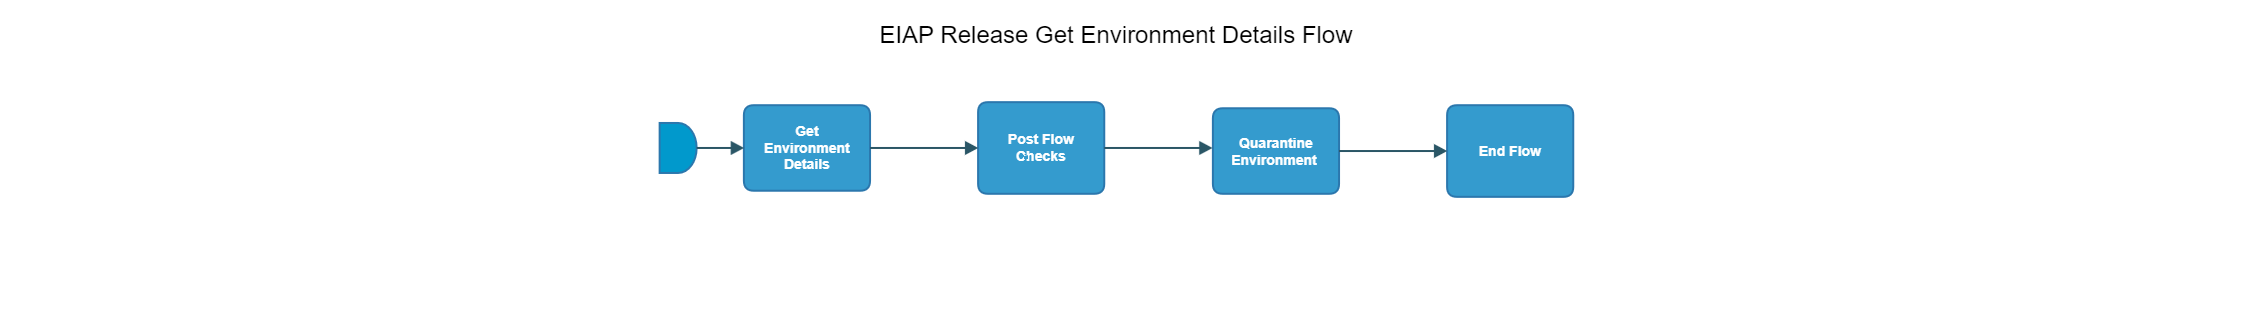 EIAP Release Get Environment Details Flow
Get
Environment
Details
Post Flow
Checks
Quarantine
Environment
End Flow